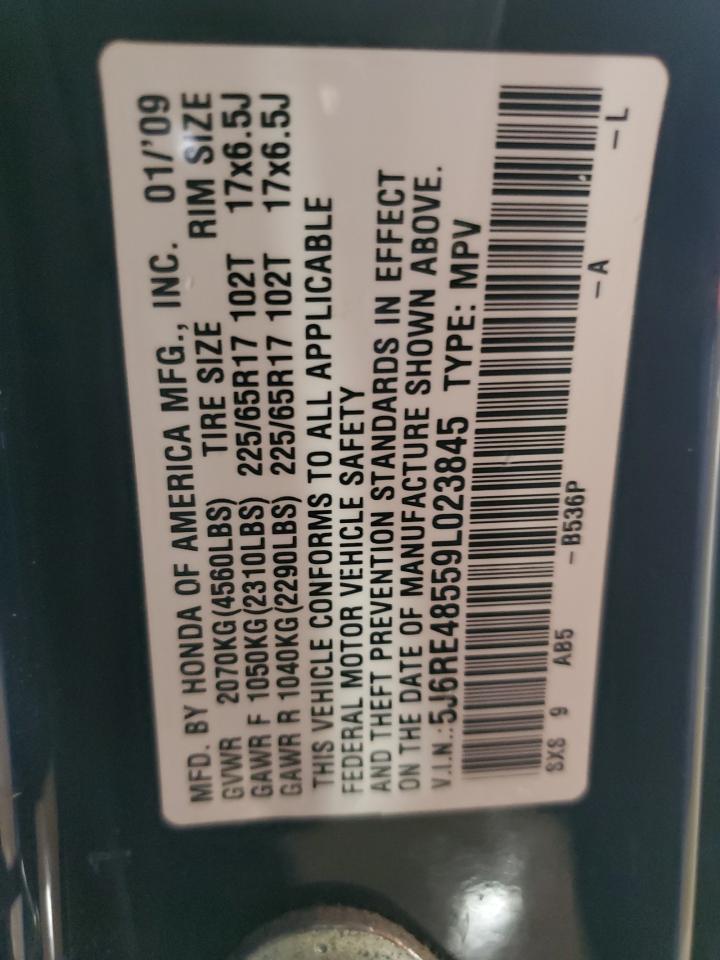 MFD. BY HONDA OF AMERICA MFG., INC. 01/'09
GVWR 2070KG(4560LBS) TIRE SIZE RIM SIZE
GAWR F 1050KG(2310LBS) 225/65R17 102T 17x6.5J
GAWR R 1040KG(2290LBS) 225/65R17 102T 17x6.5J
THIS VEHICLE CONFORMS TO ALL APPLICABLE
FEDERAL MOTOR VEHICLE SAFETY
AND THEFT PREVENTION STANDARDS IN EFFECT
ON THE DATE OF MANUFACTURE SHOWN ABOVE.
V.I.N.:5J6RE48559L023845 TYPE: MPV
SXS 9 AB5 -B536P -A -L